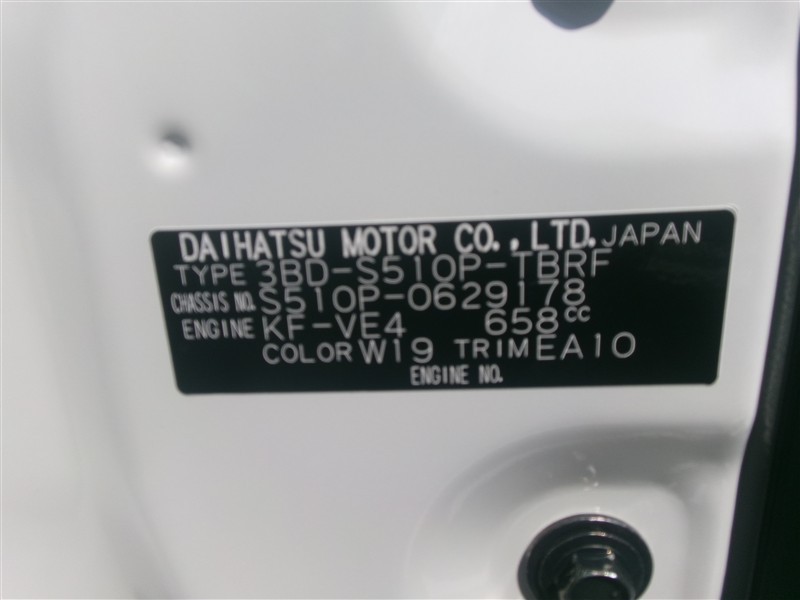 DAIHATSU MOTOR CO., LTD. JAPAN
TYPE 3BD-S510P-TBRF
CHASSIS NO. S510P-0629178
ENGINE KF-VE4 658cc
COLOR W19 TRIM EA10
ENGINE NO.